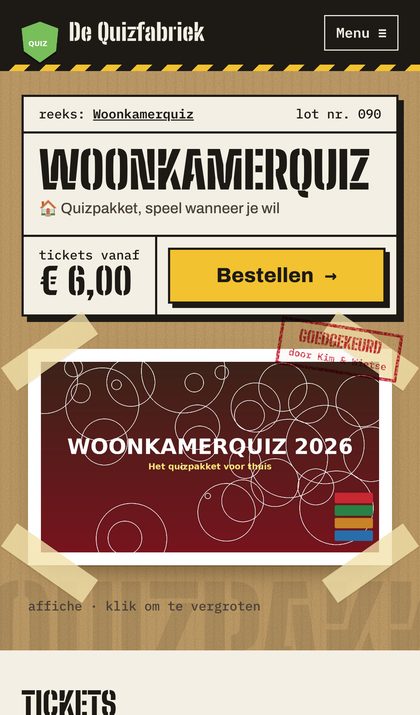 QUIZ
De Quizfabriek
Menu ≡
reeks: Woonkamerquiz
lot nr. 090
WOONKAMERQUIZ
🏠 Quizpakket, speel wanneer je wil
tickets vanaf
€ 6,00
Bestellen →
GOEDGEKEURD
door Kim & Wietse
WOONKAMERQUIZ 2026
Het quizpakket voor thuis
affiche · klik om te vergroten
TICKETS